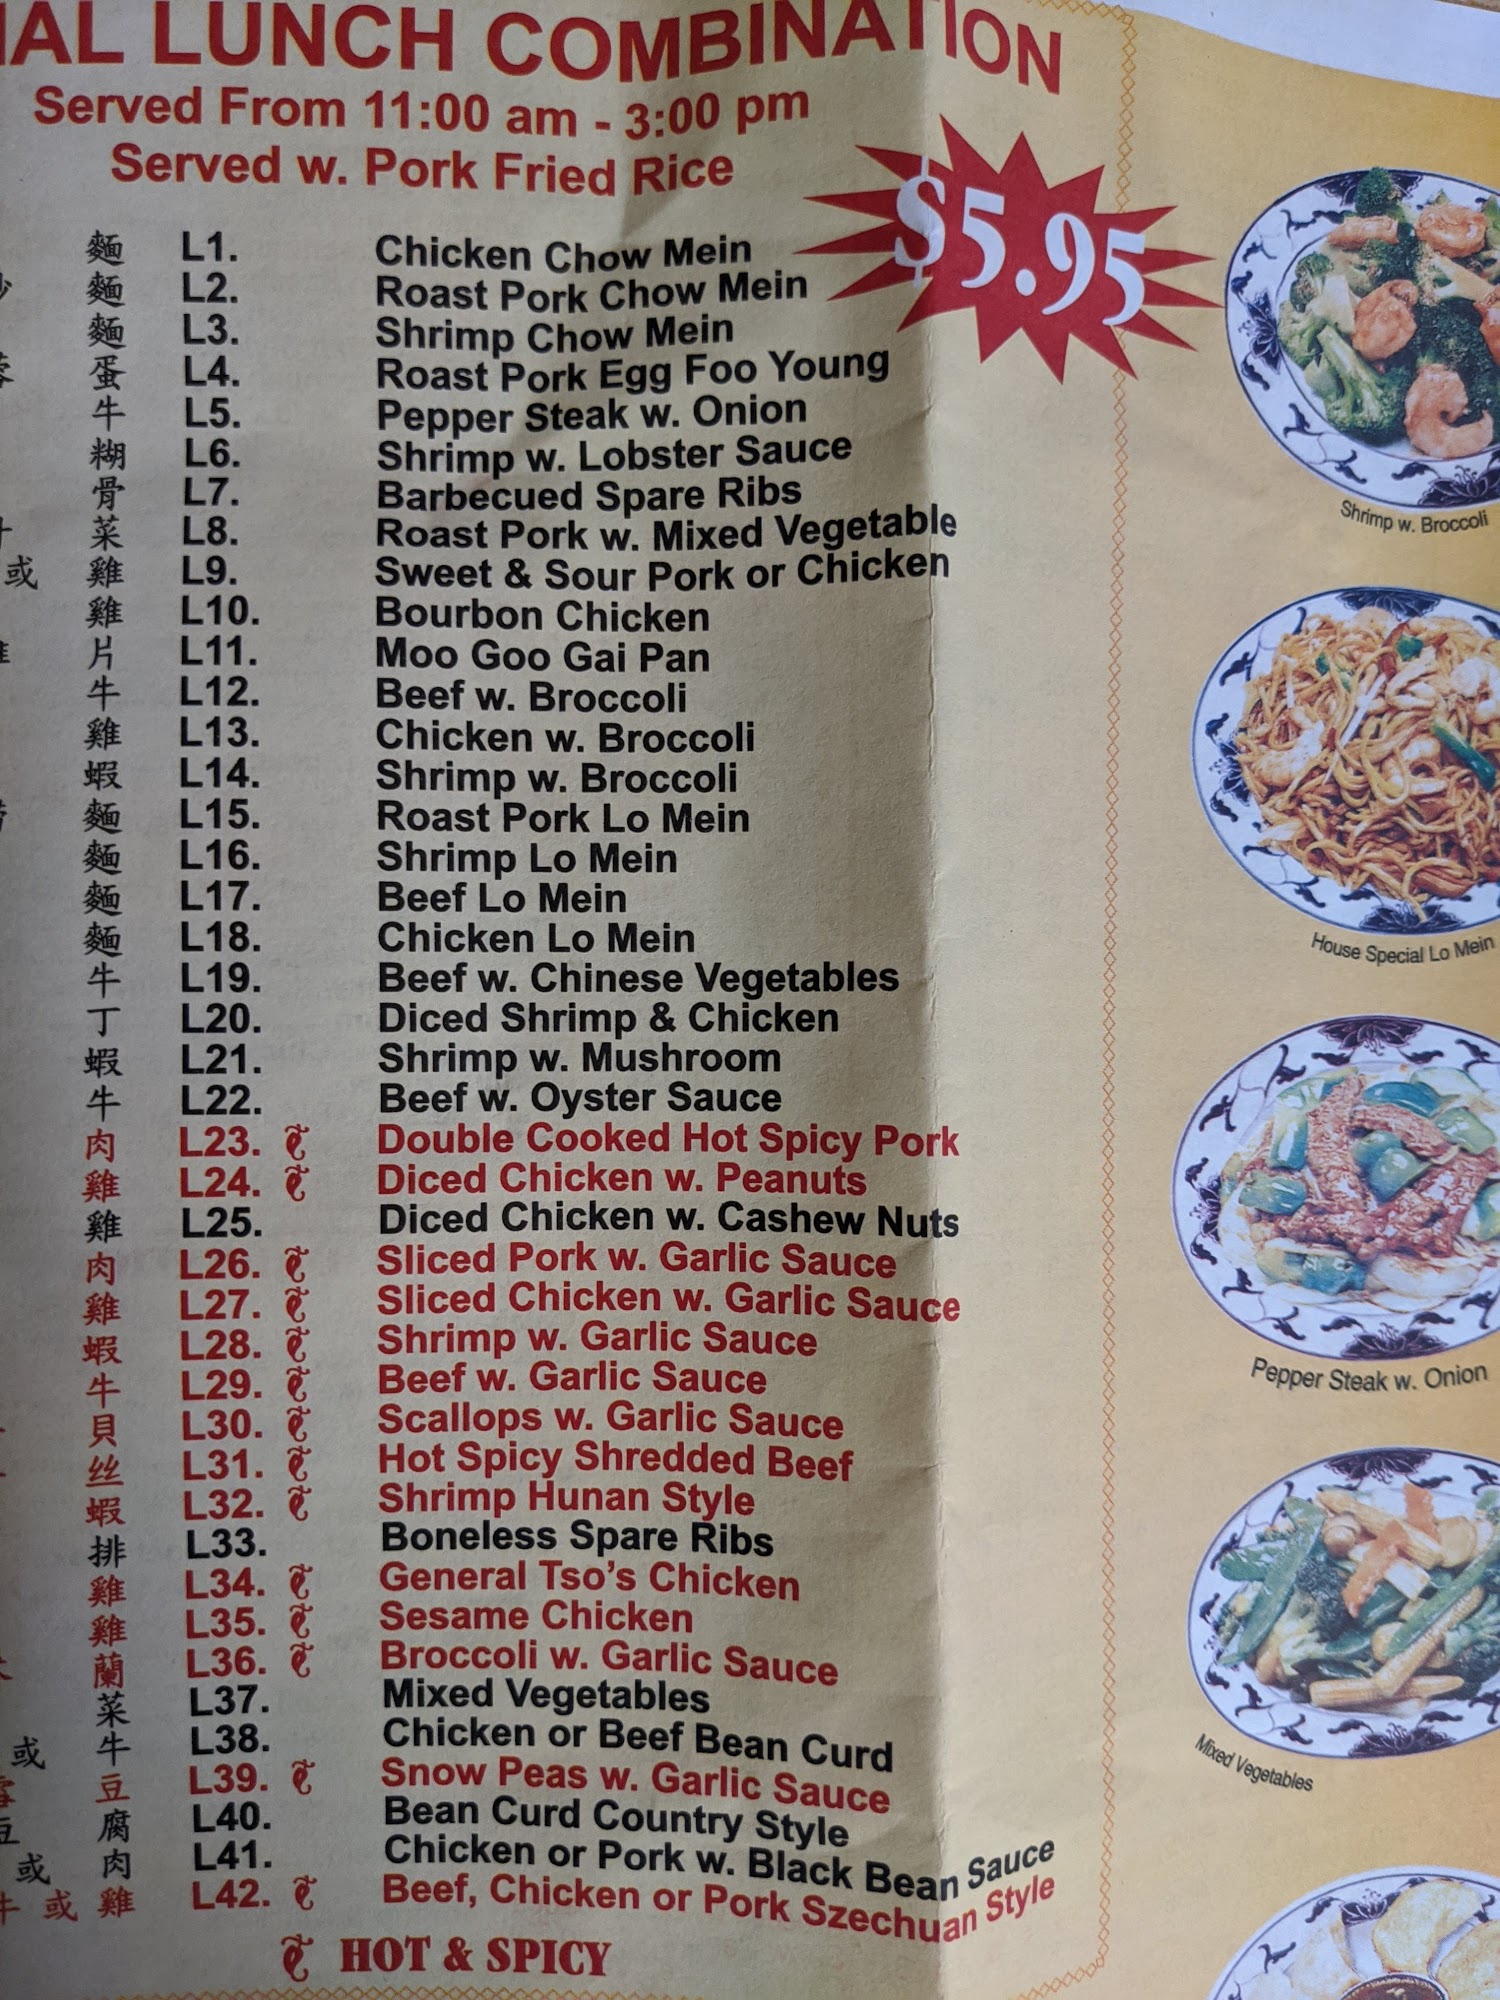 LUNCH COMBINATION
Served From 11:00 am - 3:00 pm
Served w. Pork Fried Rice
$5.95
麵 L1. Chicken Chow Mein
麵 L2. Roast Pork Chow Mein
麵 L3. Shrimp Chow Mein
蛋 L4. Roast Pork Egg Foo Young
牛 L5. Pepper Steak w. Onion
糊 L6. Shrimp w. Lobster Sauce
骨 L7. Barbecued Spare Ribs
菜 L8. Roast Pork w. Mixed Vegetable
或 雞 L9. Sweet & Sour Pork or Chicken
雞 L10. Bourbon Chicken
片 L11. Moo Goo Gai Pan
牛 L12. Beef w. Broccoli
雞 L13. Chicken w. Broccoli
蝦 L14. Shrimp w. Broccoli
麵 L15. Roast Pork Lo Mein
麵 L16. Shrimp Lo Mein
麵 L17. Beef Lo Mein
麵 L18. Chicken Lo Mein
牛 L19. Beef w. Chinese Vegetables
丁 L20. Diced Shrimp & Chicken
蝦 L21. Shrimp w. Mushroom
牛 L22. Beef w. Oyster Sauce
肉 L23. Double Cooked Hot Spicy Pork
雞 L24. Diced Chicken w. Peanuts
雞 L25. Diced Chicken w. Cashew Nuts
肉 L26. Sliced Pork w. Garlic Sauce
雞 L27. Sliced Chicken w. Garlic Sauce
蝦 L28. Shrimp w. Garlic Sauce
牛 L29. Beef w. Garlic Sauce
貝 L30. Scallops w. Garlic Sauce
丝 L31. Hot Spicy Shredded Beef
蝦 L32. Shrimp Hunan Style
排 L33. Boneless Spare Ribs
雞 L34. General Tso's Chicken
雞 L35. Sesame Chicken
蘭 L36. Broccoli w. Garlic Sauce
菜 L37. Mixed Vegetables
或 牛 L38. Chicken or Beef Bean Curd
豆 L39. Snow Peas w. Garlic Sauce
豆 腐 L40. Bean Curd Country Style
或 肉 L41. Chicken or Pork w. Black Bean Sauce
牛 或 雞 L42. Beef, Chicken or Pork Szechuan Style
HOT & SPICY
Shrimp w. Broccoli
House Special Lo Mein
Pepper Steak w. Onion
Mixed Vegetables